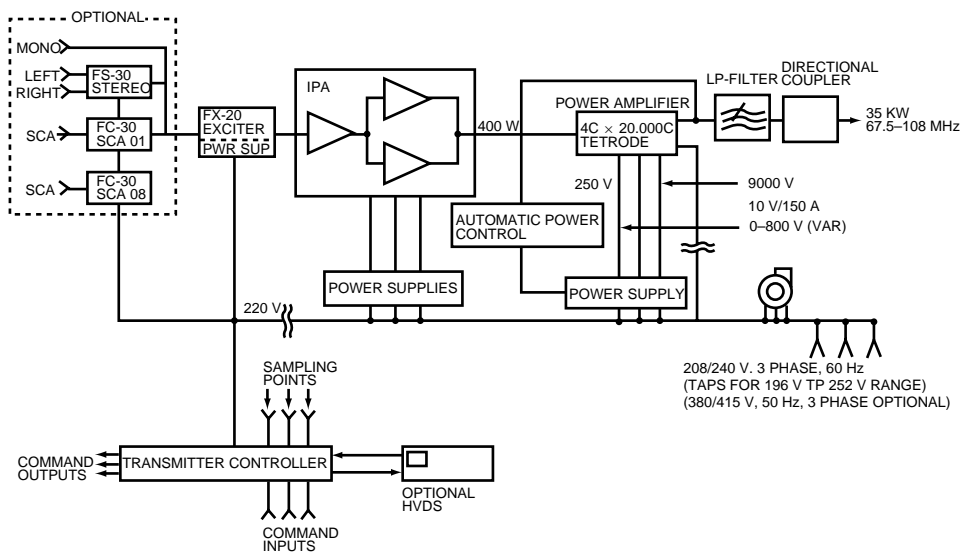 OPTIONAL
MONO
LEFT
RIGHT
FS-30
STEREO
SCA
FC-30
SCA 01
SCA
FC-30
SCA 08
FX-20
EXCITER
PWR SUP
IPA
400 W
POWER AMPLIFIER
4C × 20.000C
TETRODE
LP-FILTER
DIRECTIONAL
COUPLER
35 KW
67.5–108 MHz
250 V
9000 V
10 V/150 A
0–800 V (VAR)
AUTOMATIC POWER
CONTROL
POWER SUPPLIES
POWER SUPPLY
220 V
208/240 V. 3 PHASE, 60 Hz
(TAPS FOR 196 V TP 252 V RANGE)
(380/415 V, 50 Hz, 3 PHASE OPTIONAL)
SAMPLING
POINTS
COMMAND
OUTPUTS
TRANSMITTER CONTROLLER
OPTIONAL
HVDS
COMMAND
INPUTS